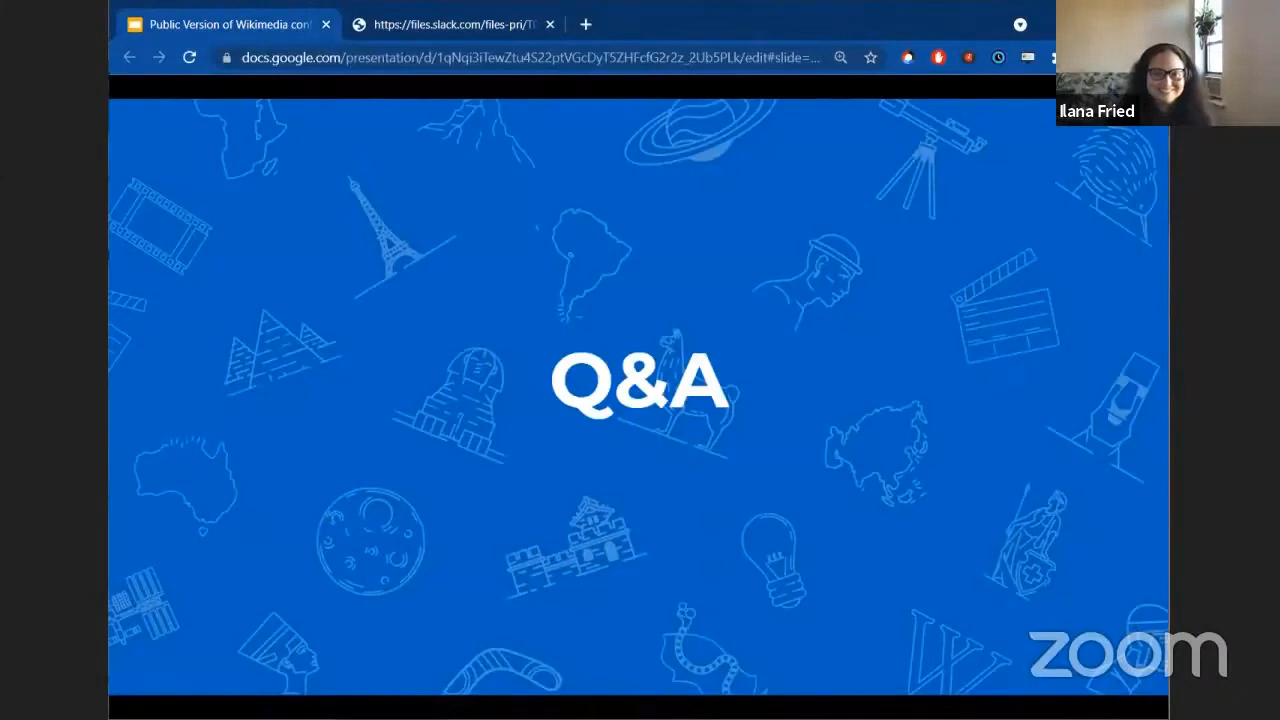 Public Version of Wikimedia con
https://files.slack.com/files-pri/T
docs.google.com/presentation/d/1qNqi3iTewZtu4S22ptVGcDyT5ZHFcfG2r2z_2Ub5PLk/edit#slide=...
Ilana Fried
Q&A
W
zoom